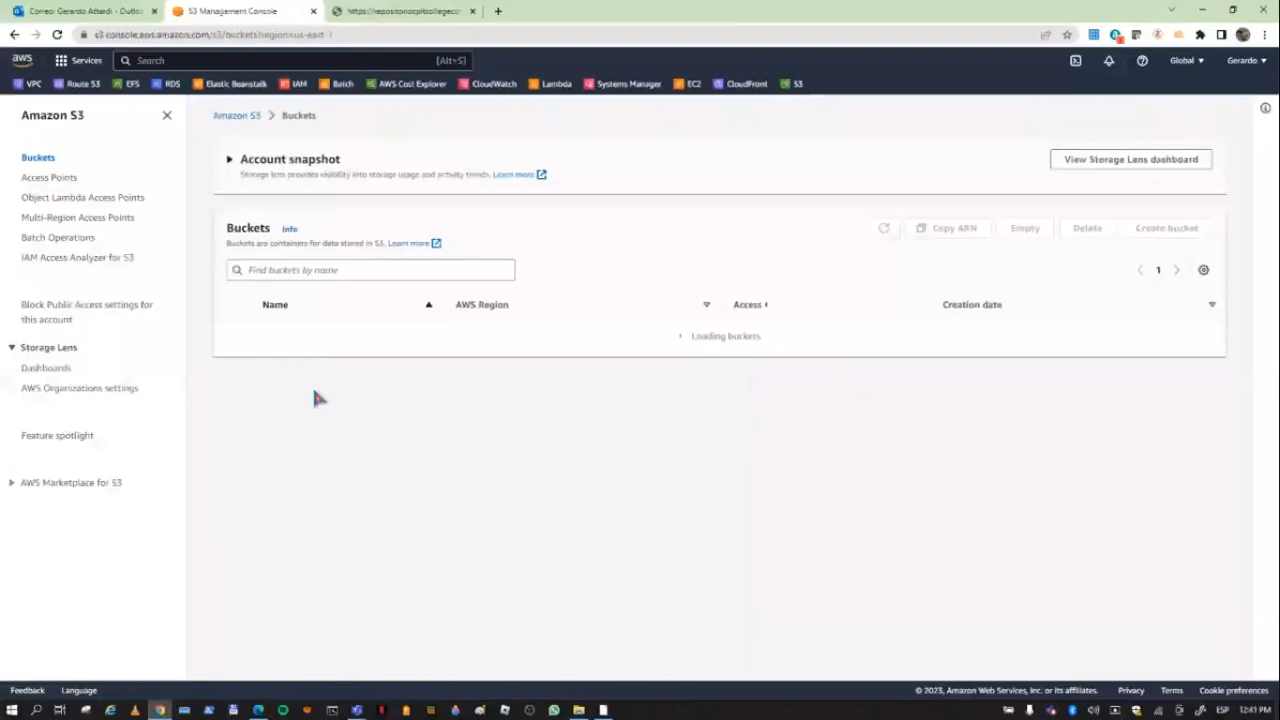 Correo: Gerardo Attardi - Outlo
S3 Management Console
s3.console.aws.amazon.com/s3/buckets?region=us-east-1
aws
Services
Search
[Alt+S]
Global
Gerardo
VPC
Route 53
EFS
RDS
Elastic Beanstalk
IAM
Batch
AWS Cost Explorer
CloudWatch
Lambda
Systems Manager
EC2
CloudFront
S3
Amazon S3
Buckets
Access Points
Object Lambda Access Points
Multi-Region Access Points
Batch Operations
IAM Access Analyzer for S3
Block Public Access settings for
this account
Storage Lens
Dashboards
AWS Organizations settings
Feature spotlight
AWS Marketplace for S3
Amazon S3 > Buckets
Account snapshot
Storage lens provides visibility into storage usage and activity trends. Learn more
View Storage Lens dashboard
Buckets Info
Buckets are containers for data stored in S3. Learn more
Copy ARN
Empty
Delete
Create bucket
Find buckets by name
1
Name
AWS Region
Access
Creation date
Loading buckets
Feedback
Language
© 2023, Amazon Web Services, Inc. or its affiliates.
Privacy
Terms
Cookie preferences
ESP
12:43 PM